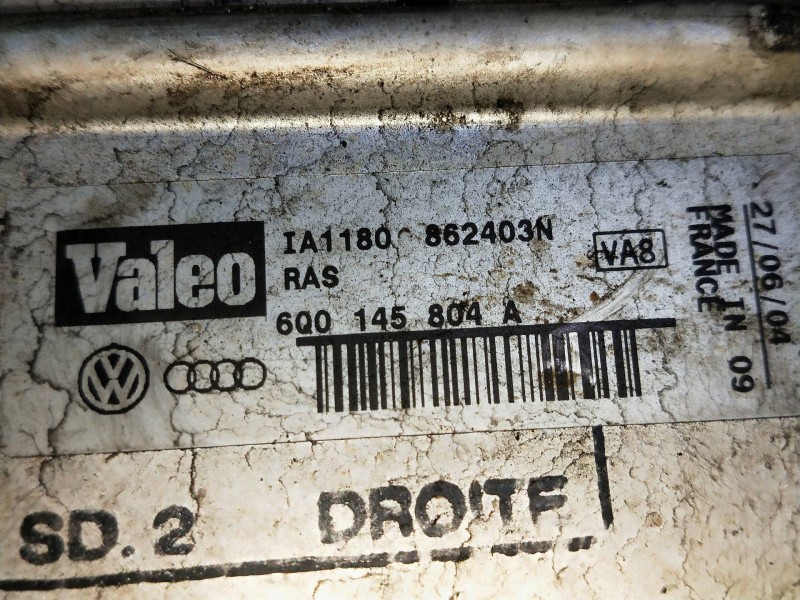 Valeo
IA1180 862403N
RAS
VA8
6Q0 145 804 A
27/06/04
MADE IN 09
FRANCE
SD. 2 DROITE